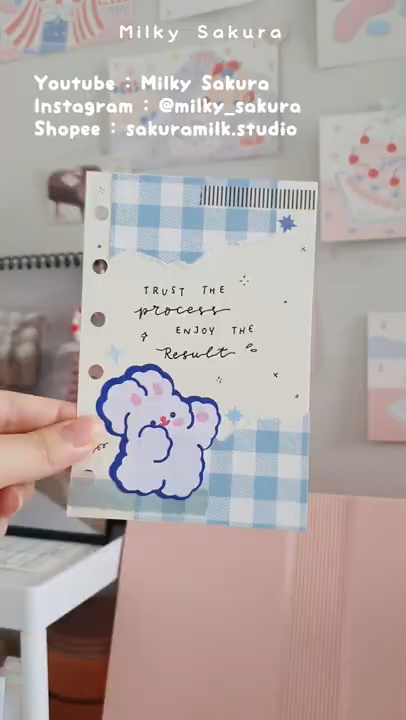 Milky Sakura
Youtube : Milky Sakura
Instagram : @milky_sakura
Shopee : sakuramilk.studio
TRUST THE
process
ENJOY THE
Result